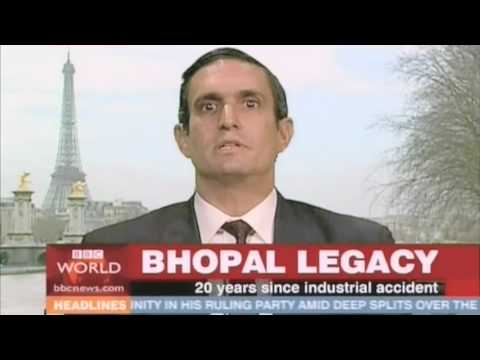 BBC
WORLD
bbcnews.com
BHOPAL LEGACY
20 years since industrial accident
HEADLINES
INITY IN HIS RULING PARTY AMID DEEP SPLITS OVER THE